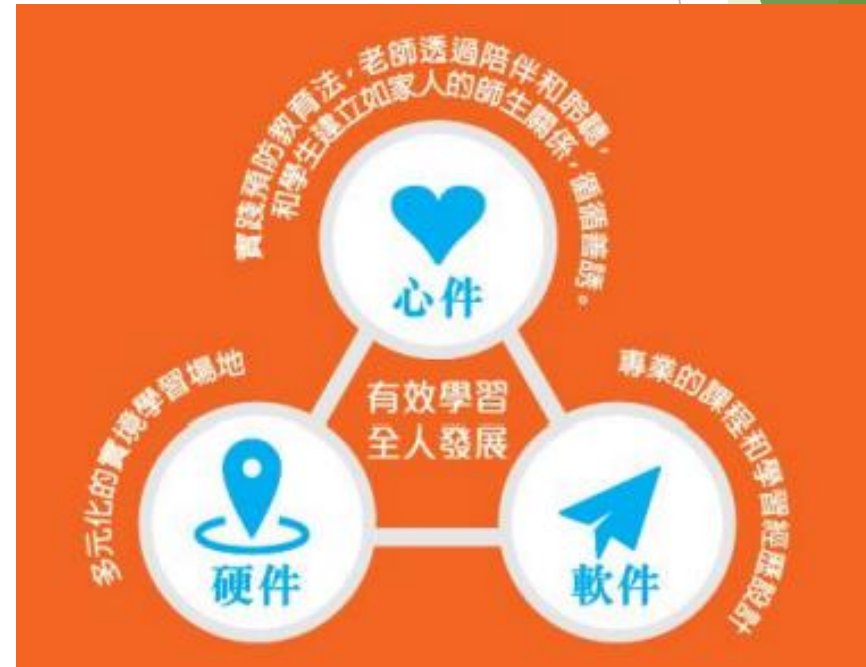 實踐預防教育法，老師透過陪伴和聆聽，
和學生建立如家人的師生關係，循循善誘。
心件
有效學習
全人發展
多元化的實境學習場地
硬件
專業的課程和學習經歷設計
軟件